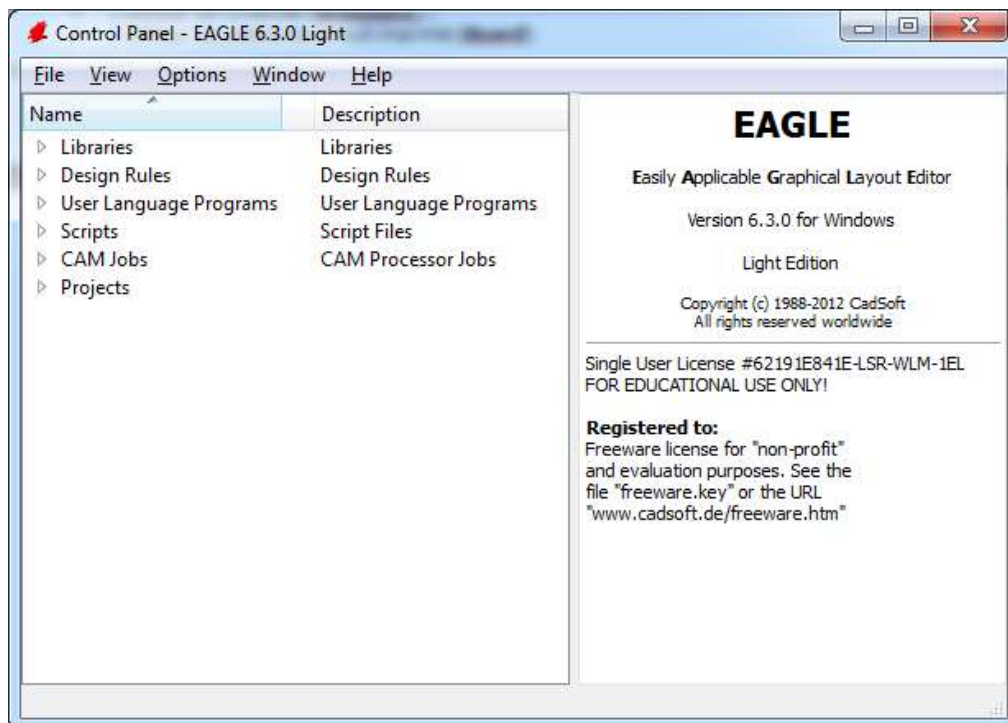 Control Panel - EAGLE 6.3.0 Light
File View Options Window Help
Name Description
Libraries Libraries
Design Rules Design Rules
User Language Programs User Language Programs
Scripts Script Files
CAM Jobs CAM Processor Jobs
Projects
EAGLE
Easily Applicable Graphical Layout Editor
Version 6.3.0 for Windows
Light Edition
Copyright (c) 1988-2012 CadSoft
All rights reserved worldwide
Single User License #62191E841E-LSR-WLM-1EL
FOR EDUCATIONAL USE ONLY!
Registered to:
Freeware license for "non-profit"
and evaluation purposes. See the
file "freeware.key" or the URL
"www.cadsoft.de/freeware.htm"